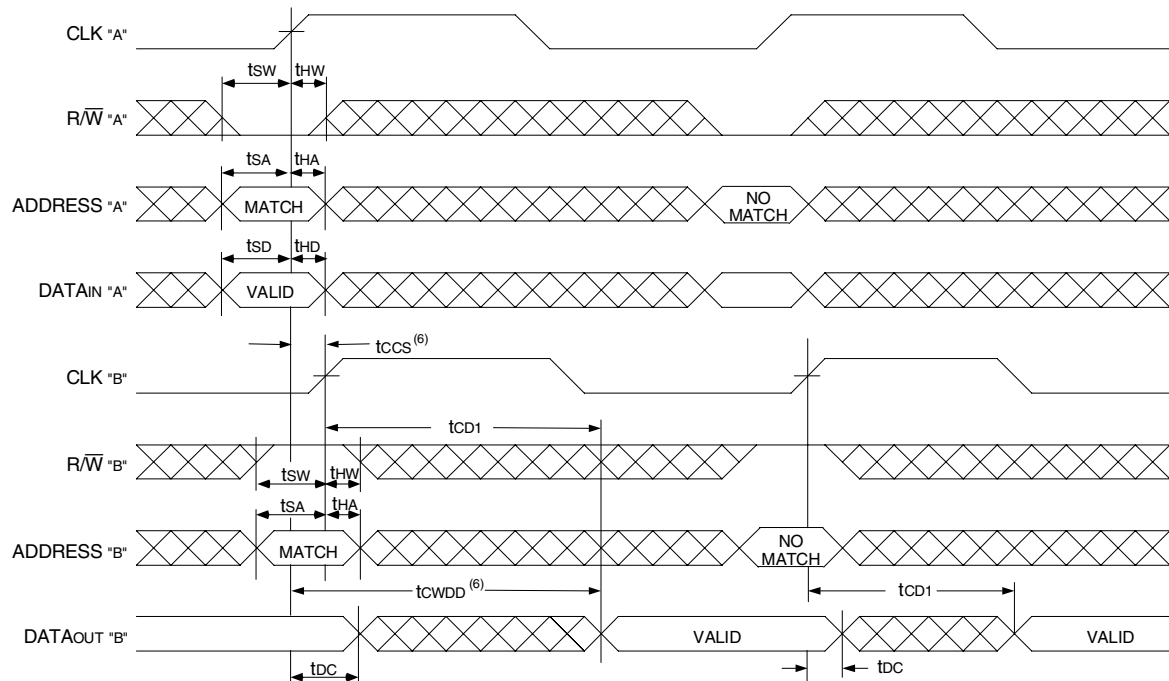 CLK "A"
tSW tHW
R/W̅ "A"
tSA tHA
ADDRESS "A" MATCH NO MATCH
tSD tHD
DATAIN "A" VALID
tCCS(6)
CLK "B"
tCD1
R/W̅ "B"
tSW tHW
tSA tHA
ADDRESS "B" MATCH NO MATCH
tCWDD(6) tCD1
DATAOUT "B" VALID VALID
tDC tDC